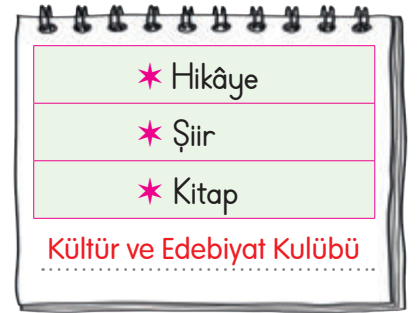 ✶ Hikâye
✶ Şiir
✶ Kitap
Kültür ve Edebiyat Kulübü